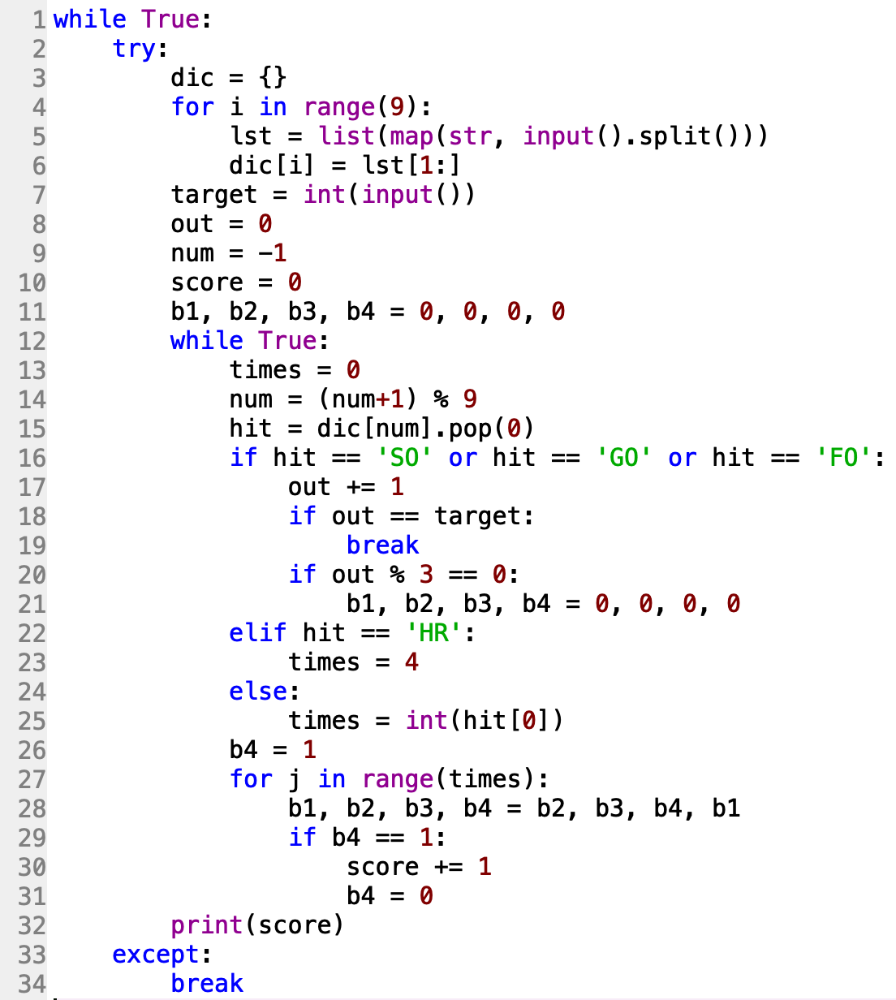 1 while True:
2     try:
3         dic = {}
4         for i in range(9):
5             lst = list(map(str, input().split()))
6             dic[i] = lst[1:]
7         target = int(input())
8         out = 0
9         num = -1
10         score = 0
11         b1, b2, b3, b4 = 0, 0, 0, 0
12         while True:
13             times = 0
14             num = (num+1) % 9
15             hit = dic[num].pop(0)
16             if hit == 'SO' or hit == 'GO' or hit == 'FO':
17                 out += 1
18                 if out == target:
19                     break
20                 if out % 3 == 0:
21                     b1, b2, b3, b4 = 0, 0, 0, 0
22             elif hit == 'HR':
23                 times = 4
24             else:
25                 times = int(hit[0])
26             b4 = 1
27             for j in range(times):
28                 b1, b2, b3, b4 = b2, b3, b4, b1
29                 if b4 == 1:
30                     score += 1
31                     b4 = 0
32         print(score)
33     except:
34         break